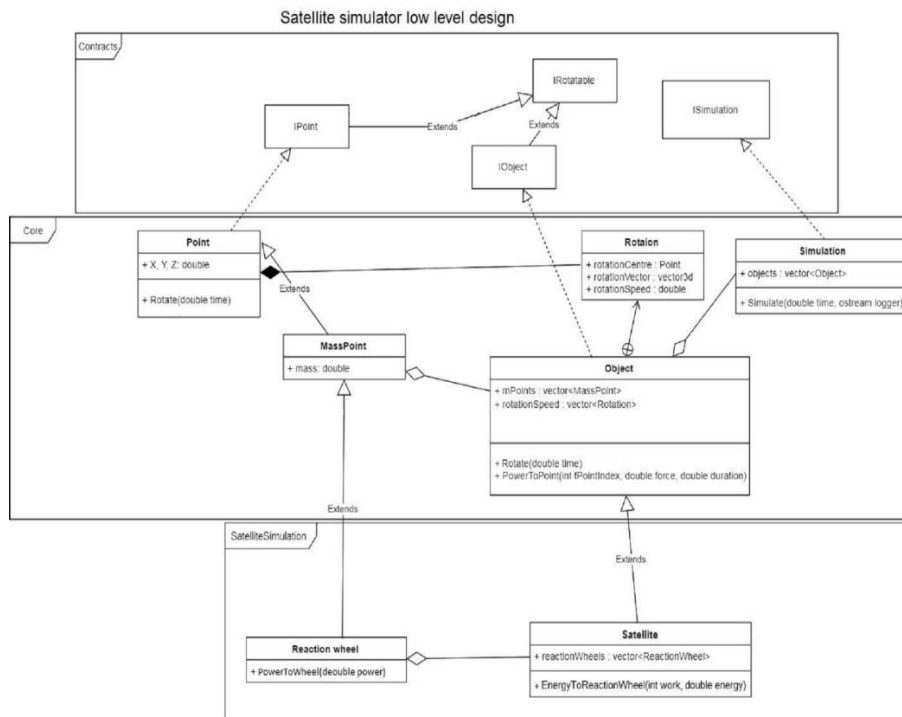 Satellite simulator low level design
Contracts
IRotatable
IPoint
Extends
Extends
ISimulation
IObject
Core
Point
+ X, Y, Z: double
+ Rotate(double time)
Rotaion
+ rotationCentre : Point
+ rotationVector : vector3d
+ rotationSpeed : double
Simulation
+ objects : vector<Object>
+ Simulate(double time, ostream logger)
Extends
MassPoint
+ mass: double
Object
+ mPoints : vector<MassPoint>
+ rotationSpeed : vector<Rotation>
+ Rotate(double time)
+ PowerToPoint(int fPointIndex, double force, double duration)
Extends
SatelliteSimulation
Extends
Reaction wheel
+ PowerToWheel(deouble power)
Satellite
+ reactionWheels : vector<ReactionWheel>
+ EnergyToReactionWheel(int work, double energy)